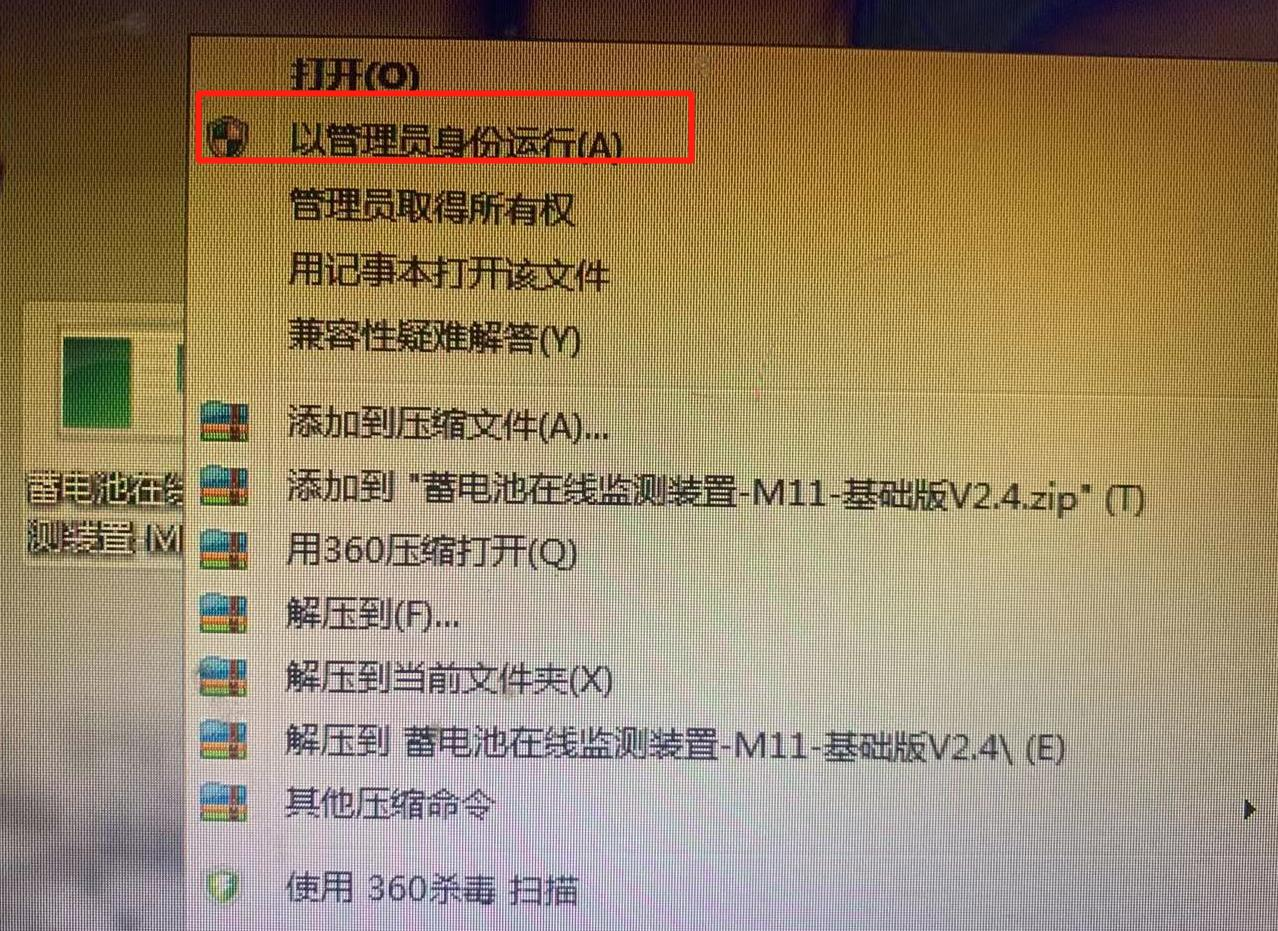 打开(O)
以管理员身份运行(A)
管理员取得所有权
用记事本打开该文件
兼容性疑难解答(Y)
添加到压缩文件(A)...
添加到 "蓄电池在线监测装置-M11-基础版V2.4.zip" (T)
用360压缩打开(Q)
解压到(F)...
解压到当前文件夹(X)
解压到 蓄电池在线监测装置-M11-基础版V2.4\ (E)
其他压缩命令
使用 360杀毒 扫描
蓄电池在线
测装置-M